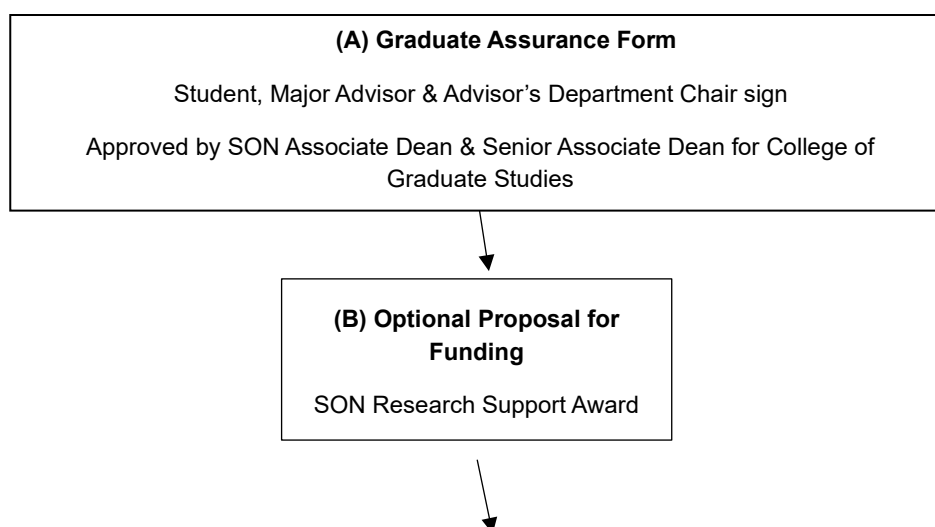 (A) Graduate Assurance Form
Student, Major Advisor & Advisor’s Department Chair sign
Approved by SON Associate Dean & Senior Associate Dean for College of
Graduate Studies
(B) Optional Proposal for
Funding
SON Research Support Award